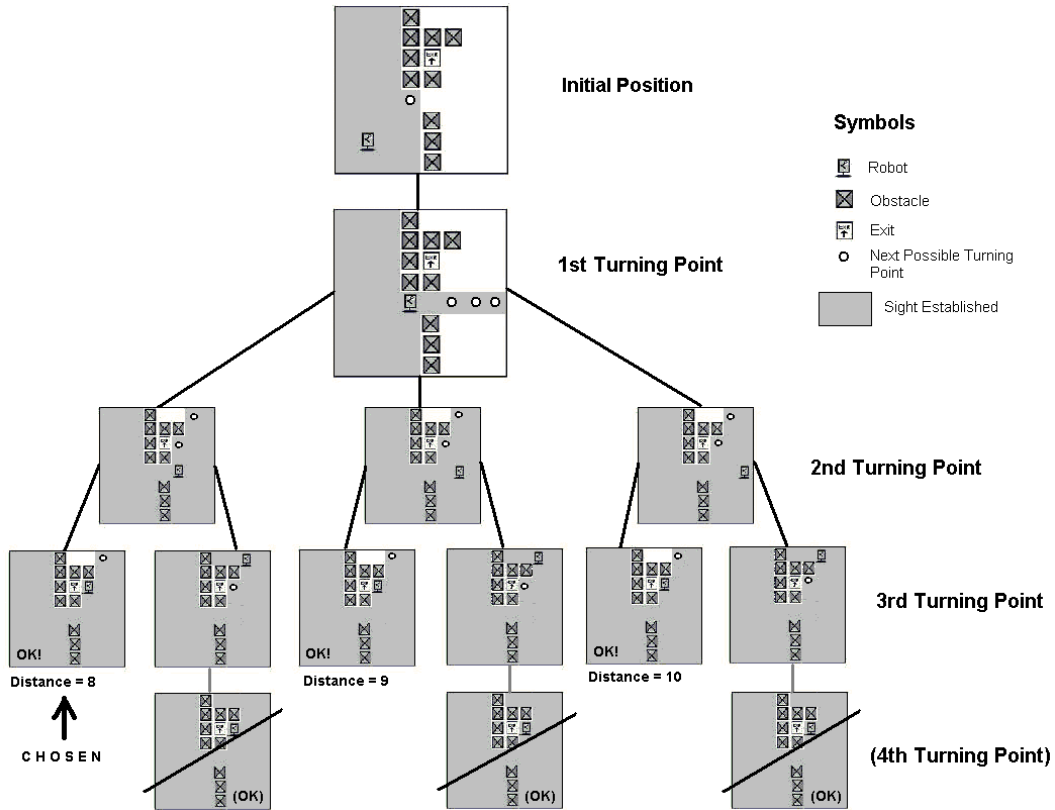 Initial Position
Symbols
Robot
Obstacle
Exit
Next Possible Turning
Point
Sight Established
1st Turning Point
2nd Turning Point
3rd Turning Point
OK!
OK!
OK!
Distance = 8
Distance = 9
Distance = 10
CHOSEN
(4th Turning Point)
(OK)
(OK)
(OK)